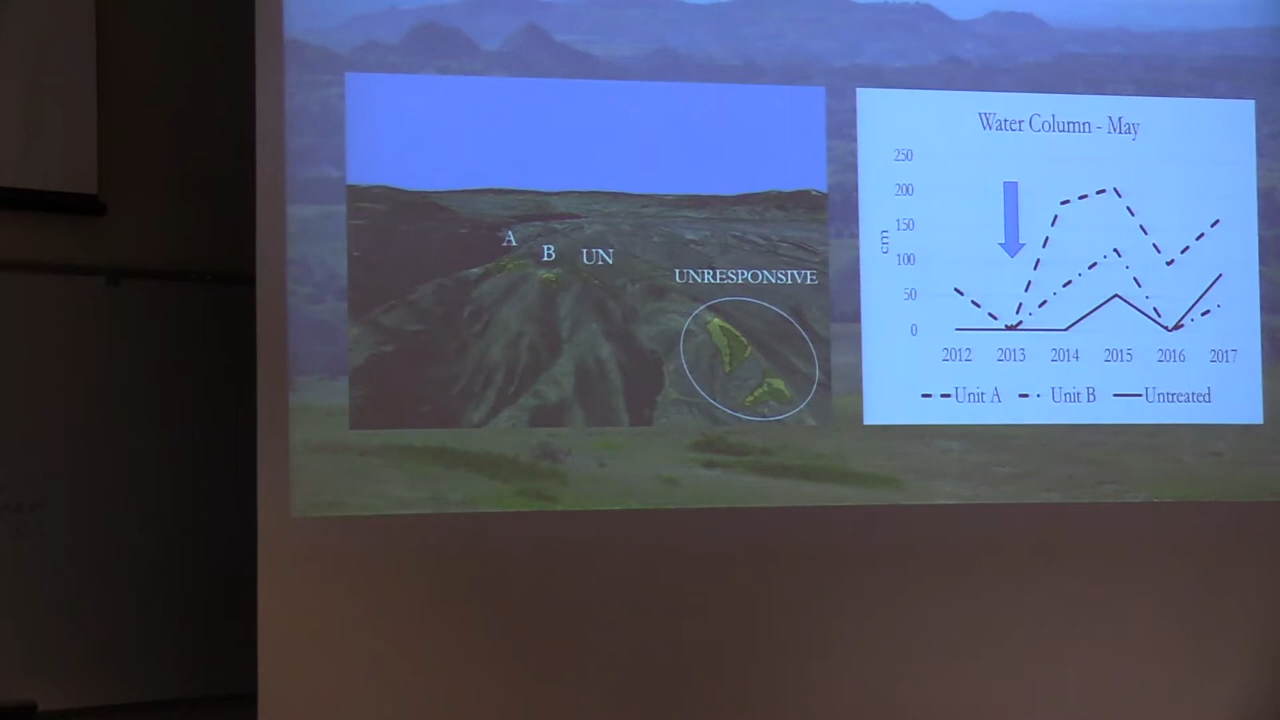 A
B
UN
UNRESPONSIVE
Water Column - May
250
200
150
100
50
0
cm
2012 2013 2014 2015 2016 2017
Unit A Unit B Untreated